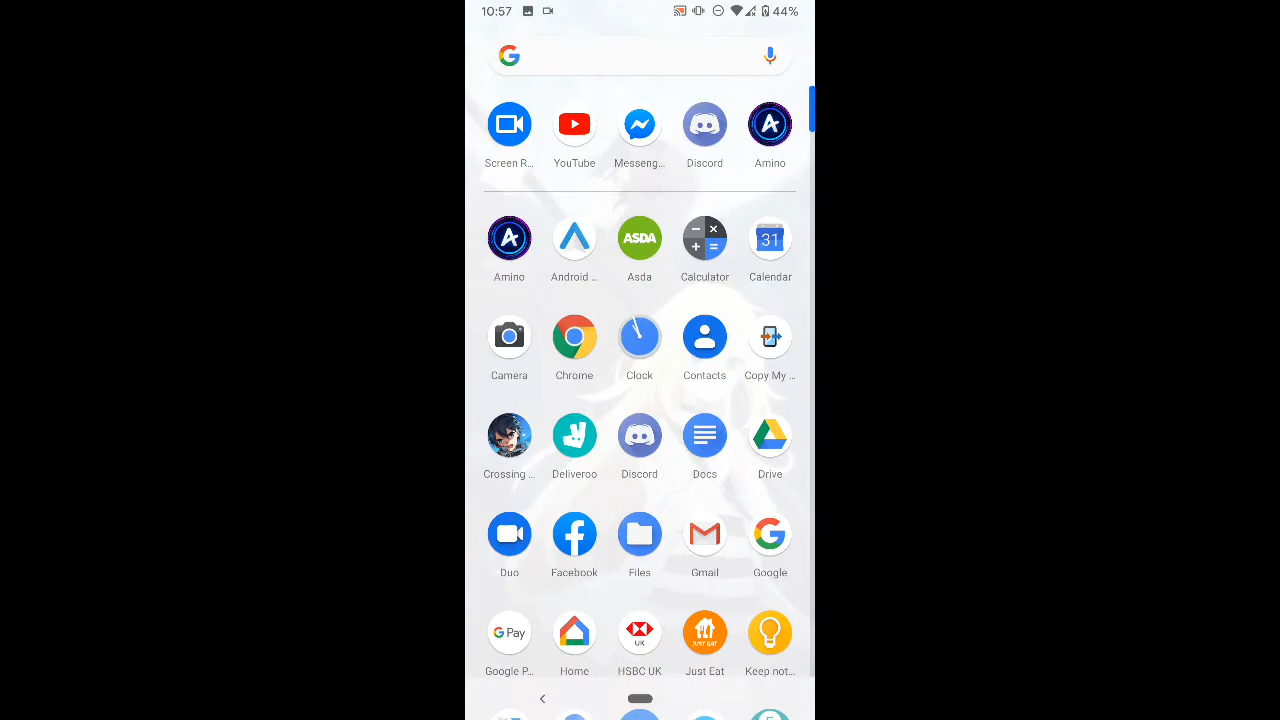 10:57 44%
Screen R... YouTube Messeng... Discord Amino
ASDA
31
Amino Android ... Asda Calculator Calendar
Camera Chrome Clock Contacts Copy My ...
Crossing ... Deliveroo Discord Docs Drive
Duo Facebook Files Gmail Google
G Pay UK JUST EAT
Google P... Home HSBC UK Just Eat Keep not...